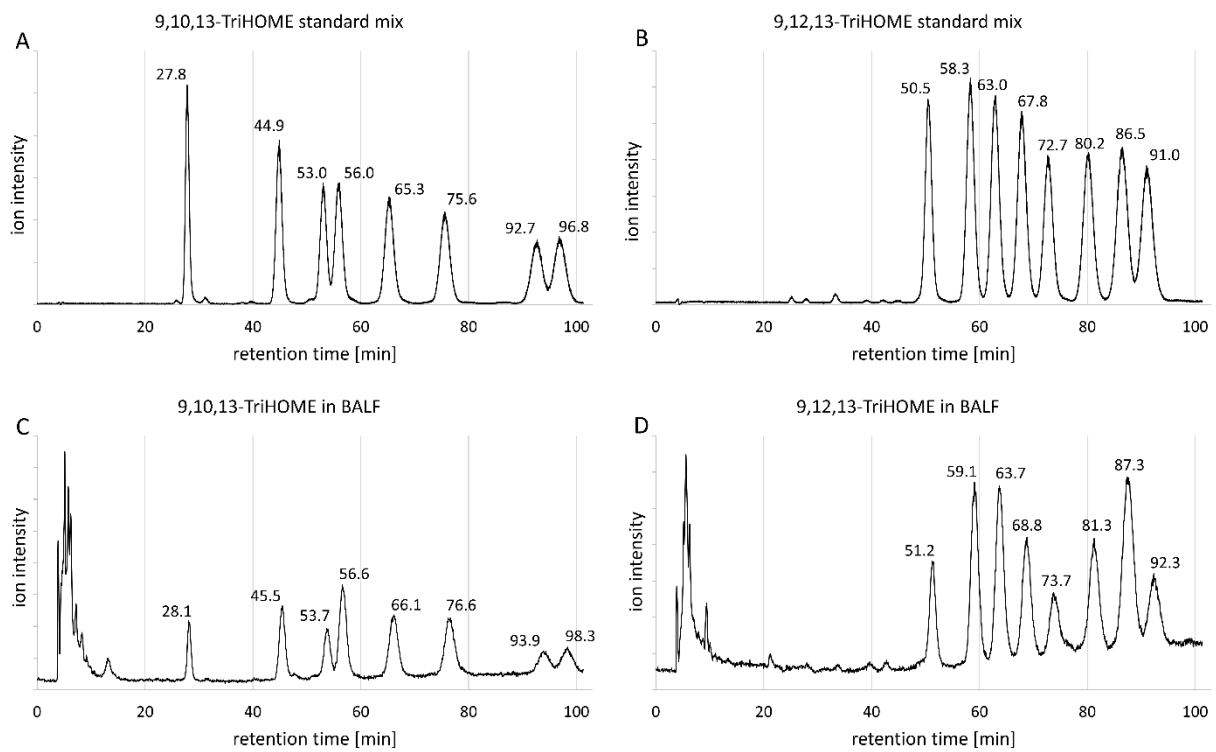 9,10,13-TriHOME standard mix
A
27.8
44.9
53.0
56.0
65.3
75.6
92.7
96.8
ion intensity
0 20 40 60 80 100
retention time [min]
9,12,13-TriHOME standard mix
B
50.5
58.3
63.0
67.8
72.7
80.2
86.5
91.0
ion intensity
0 20 40 60 80 100
retention time [min]
9,10,13-TriHOME in BALF
C
28.1
45.5
53.7
56.6
66.1
76.6
93.9
98.3
ion intensity
0 20 40 60 80 100
retention time [min]
9,12,13-TriHOME in BALF
D
51.2
59.1
63.7
68.8
73.7
81.3
87.3
92.3
ion intensity
0 20 40 60 80 100
retention time [min]